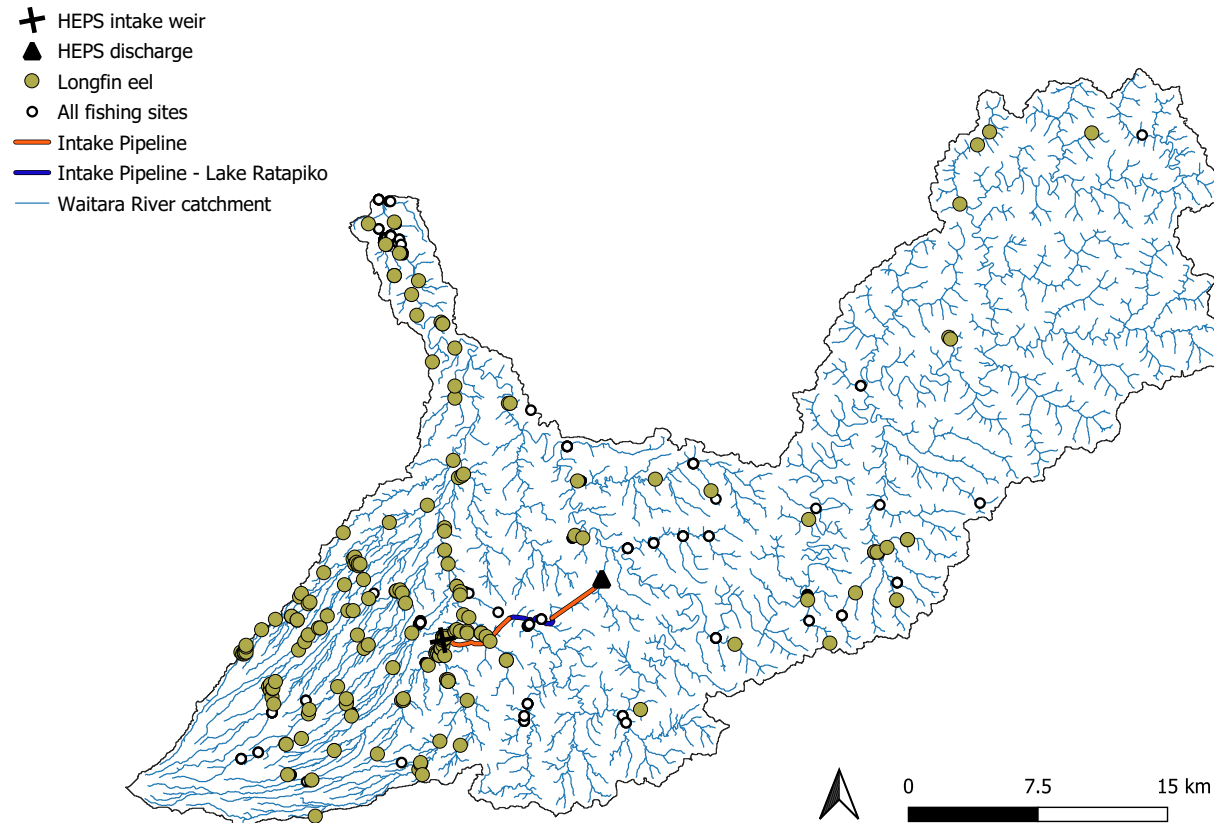 HEPS intake weir
HEPS discharge
Longfin eel
All fishing sites
Intake Pipeline
Intake Pipeline - Lake Ratapiko
Waitara River catchment
0 7.5 15 km